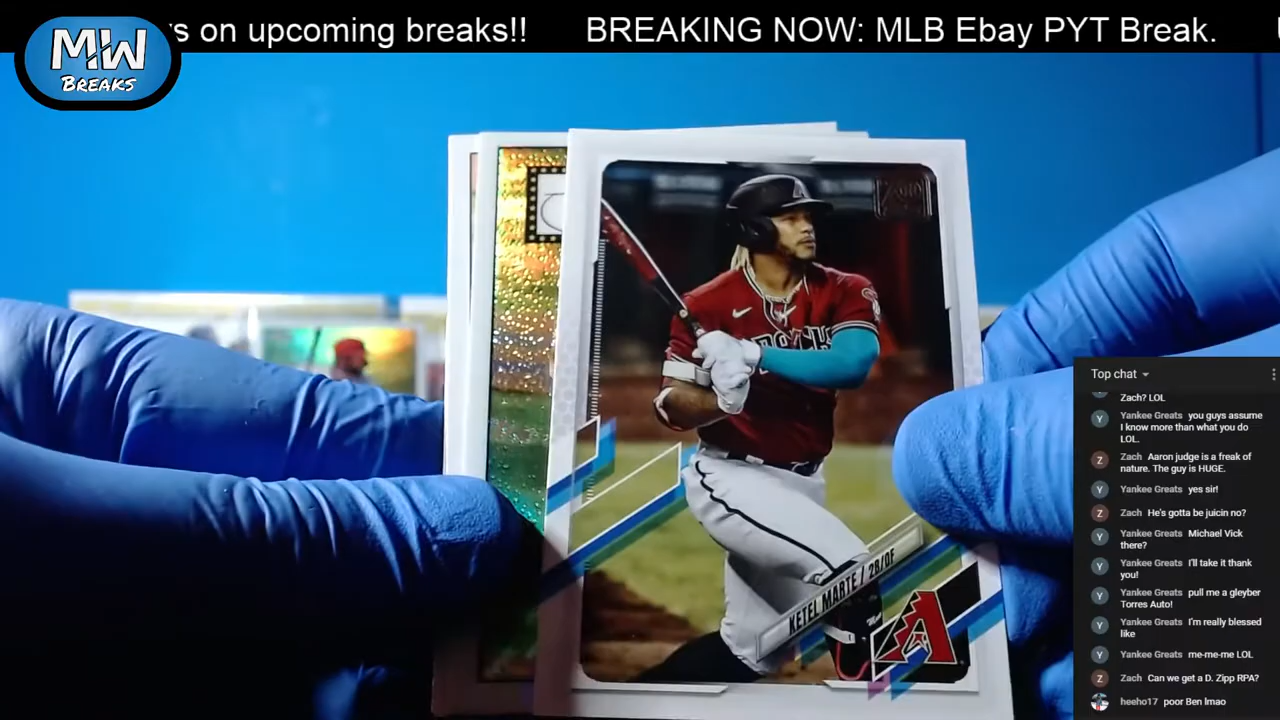 s on upcoming breaks!! BREAKING NOW: MLB Ebay PYT Break.
MW
BREAKS
70
KETEL MARTE / 2B/OF
A
Top chat
Zach? LOL
Y Yankee Greats you guys assume
I know more than what you do
LOL.
Z Zach Aaron judge is a freak of
nature. The guy is HUGE.
Y Yankee Greats yes sir!
Z Zach He's gotta be juicin no?
Y Yankee Greats Michael Vick
there?
Y Yankee Greats I'll take it thank
you!
Y Yankee Greats pull me a gleyber
Torres Auto!
Y Yankee Greats I'm really blessed
like
Y Yankee Greats me-me-me LOL
Z Zach Can we get a D. Zipp RPA?
heeho17 poor Ben lmao